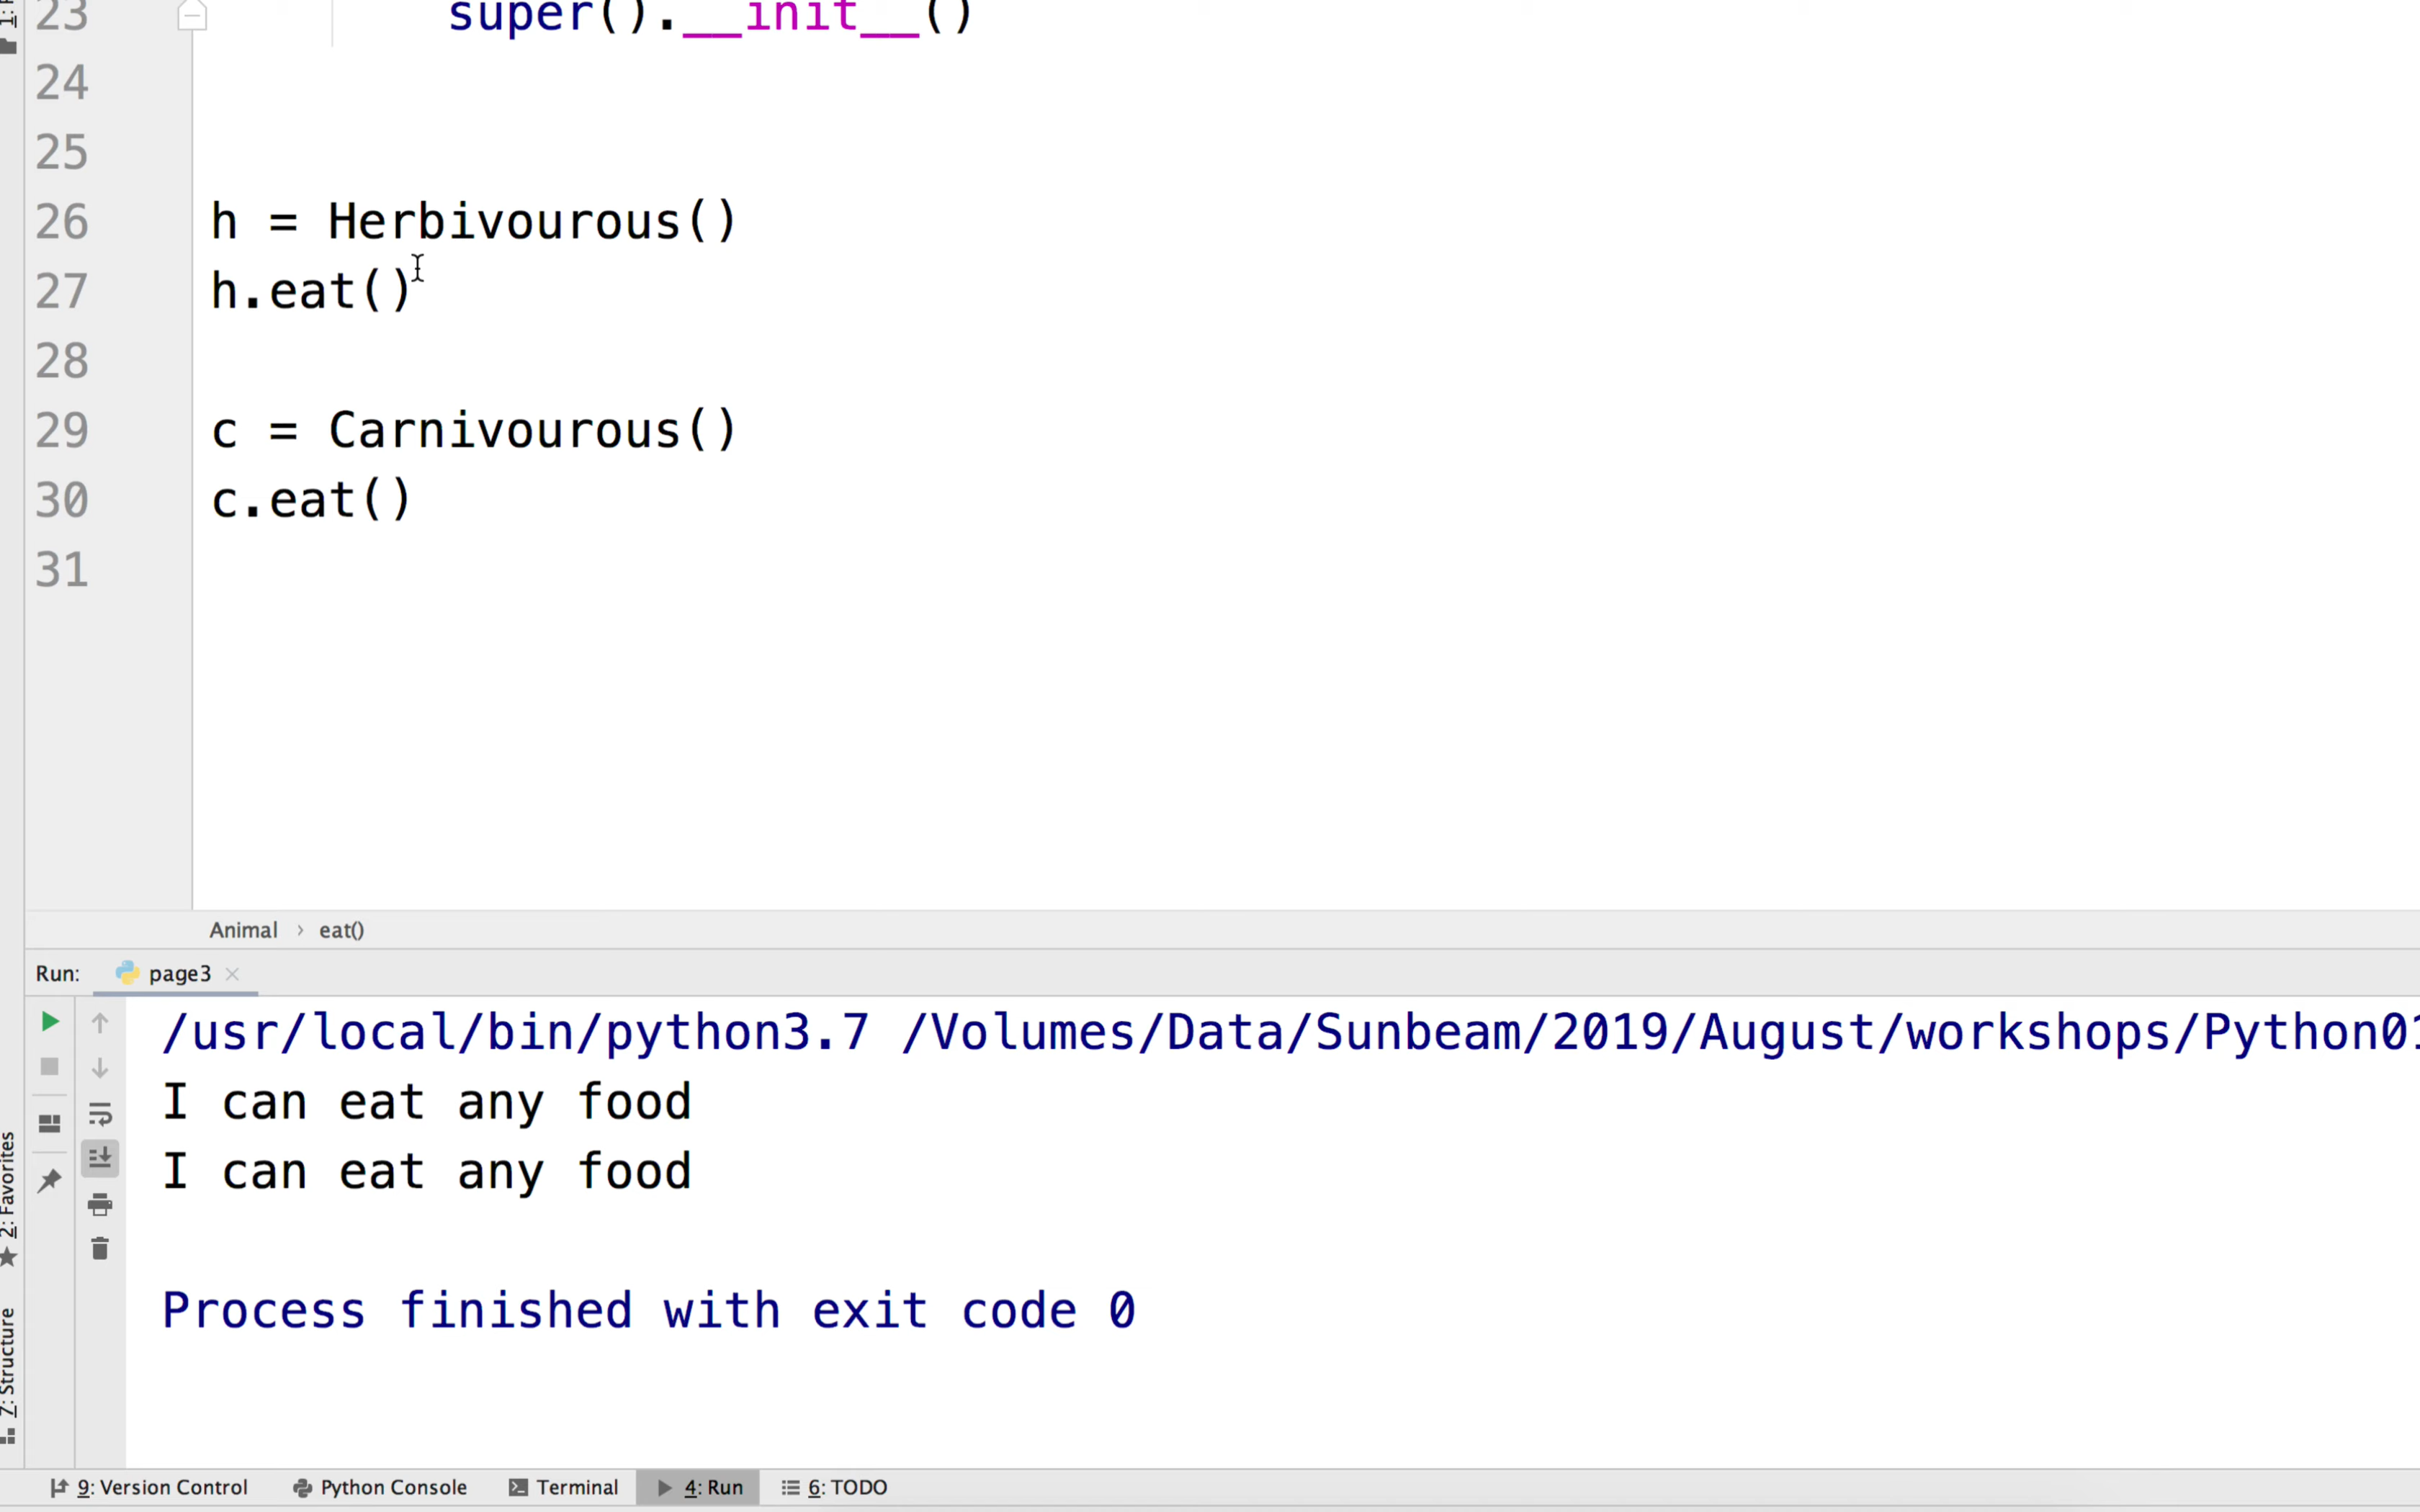 23 super().__init__()
24
25
26 h = Herbivourous()
27 h.eat()
28
29 c = Carnivourous()
30 c.eat()
31
Animal › eat()
Run: page3
/usr/local/bin/python3.7 /Volumes/Data/Sunbeam/2019/August/workshops/Python01
I can eat any food
I can eat any food
Process finished with exit code 0
2: Favorites
7: Structure
9: Version Control Python Console Terminal 4: Run 6: TODO